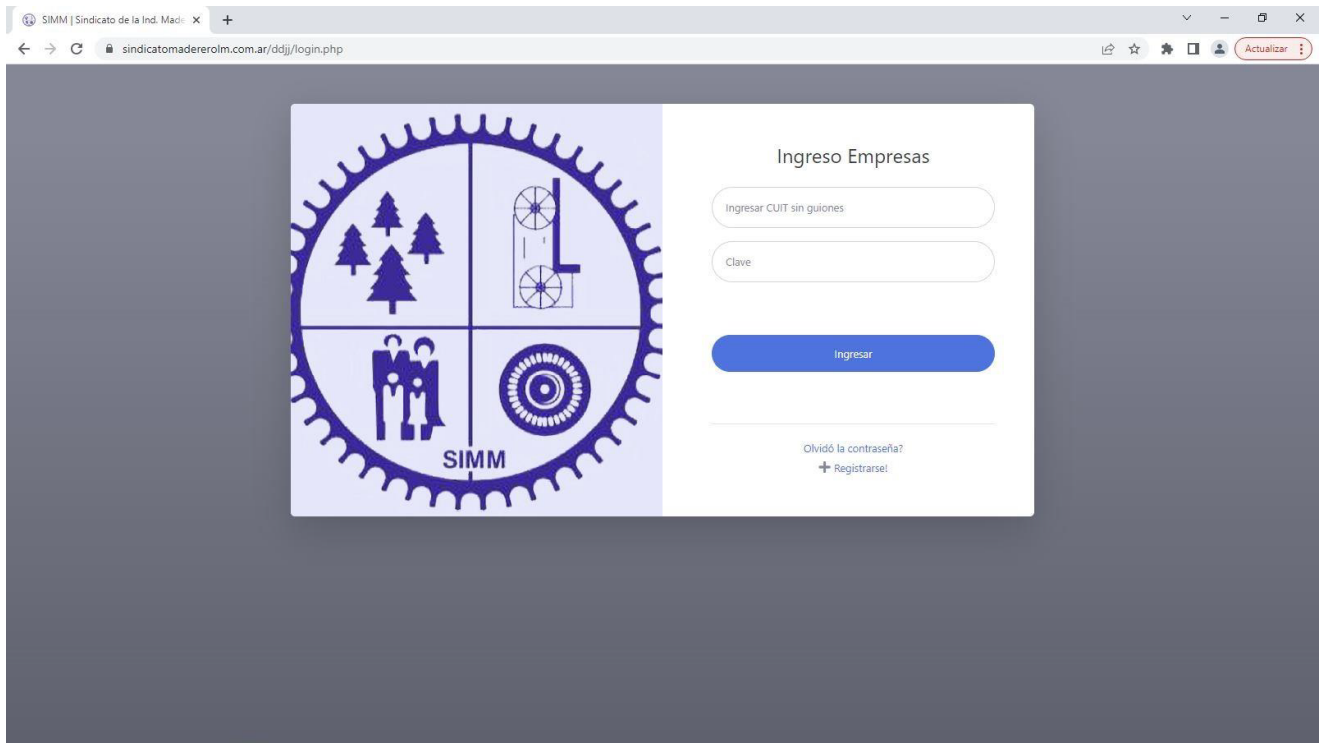 SIMM | Sindicato de la Ind. Made
sindicatomadererolm.com.ar/ddjj/login.php
Actualizar
Ingreso Empresas
Ingresar CUIT sin guiones
Clave
Ingresar
Olvidó la contraseña?
Registrarse!
SIMM